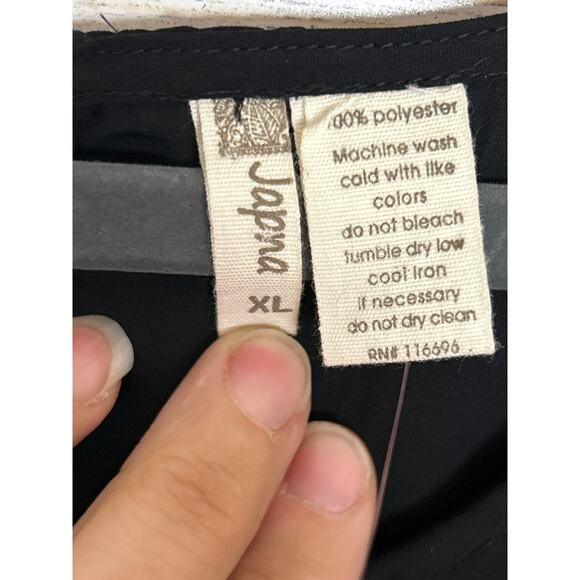 Japna
XL
100% polyester
Machine wash
cold with like
colors
do not bleach
tumble dry low
cool iron
if necessary
do not dry clean
RN# 116696